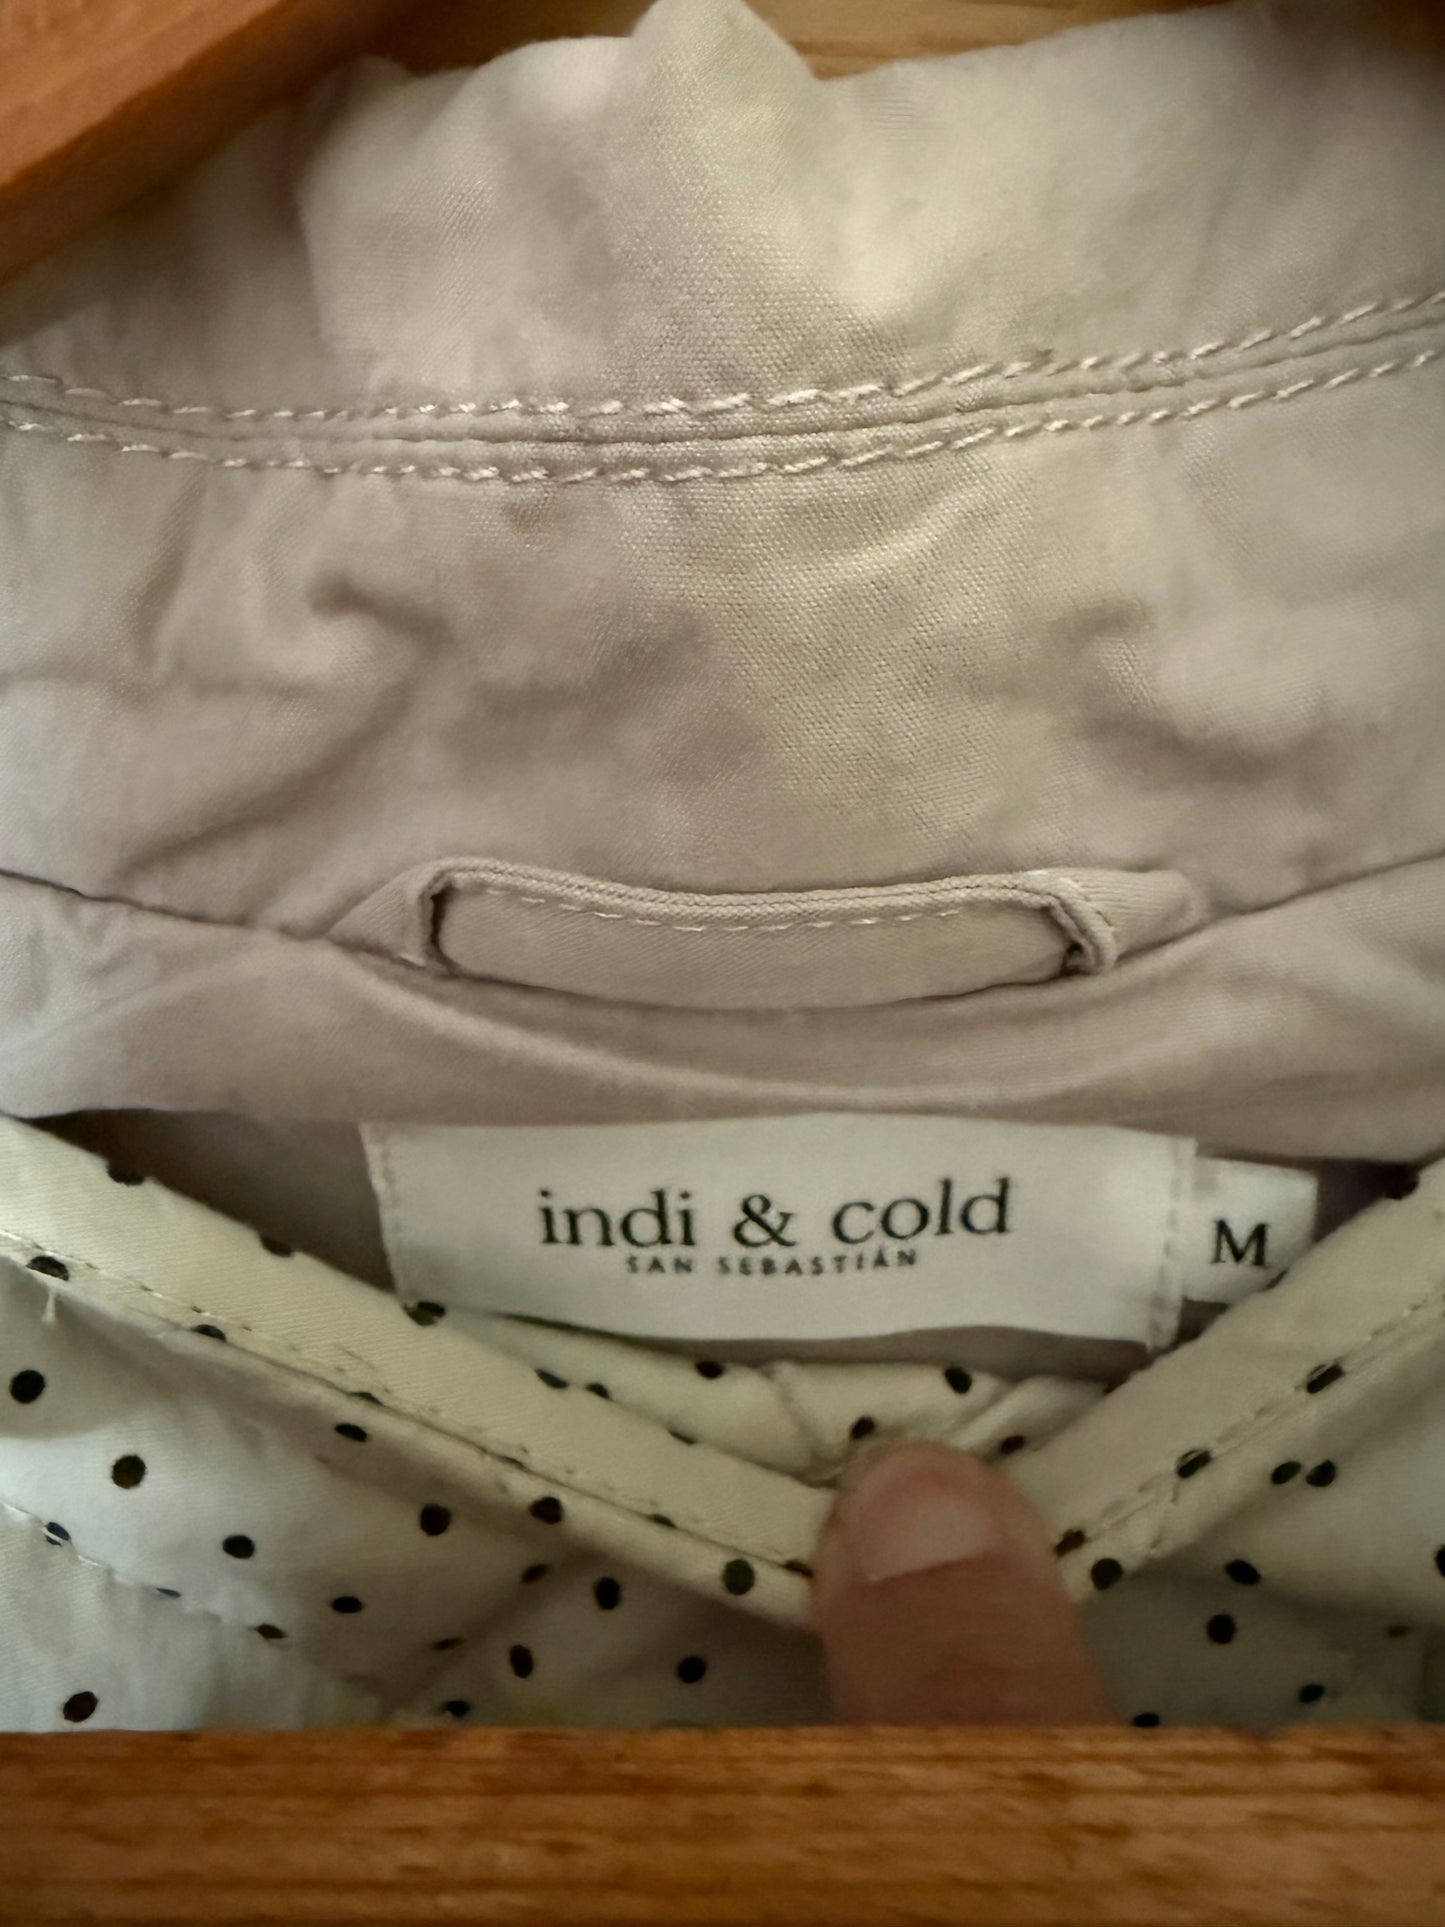 indi & cold
SAN SEBASTIÁN
M